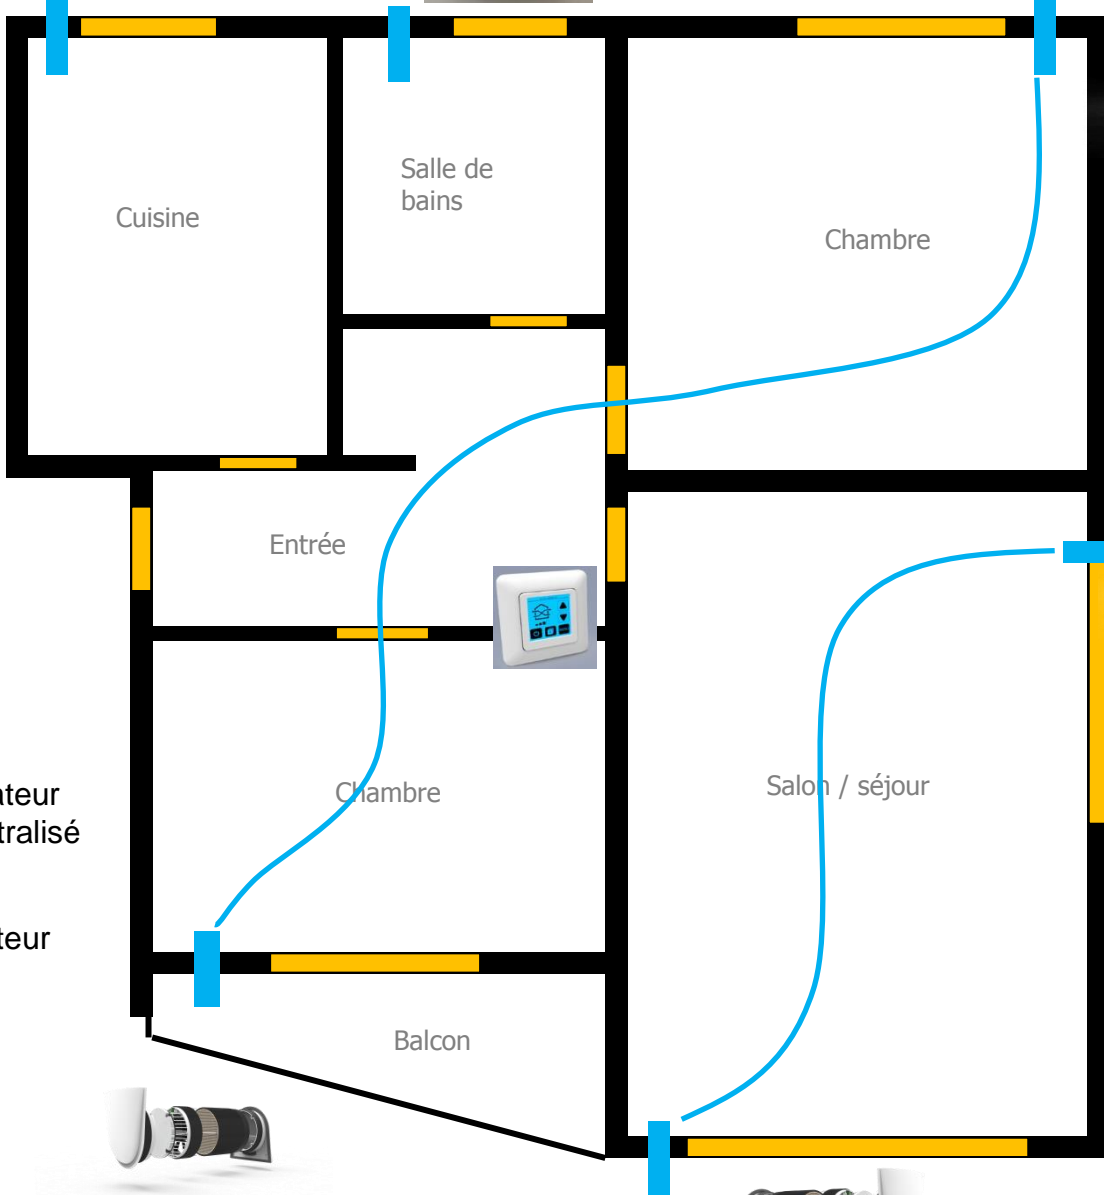 Salle de
bains
Cuisine
Chambre
Entrée
Chambre
Salon / séjour
Balcon